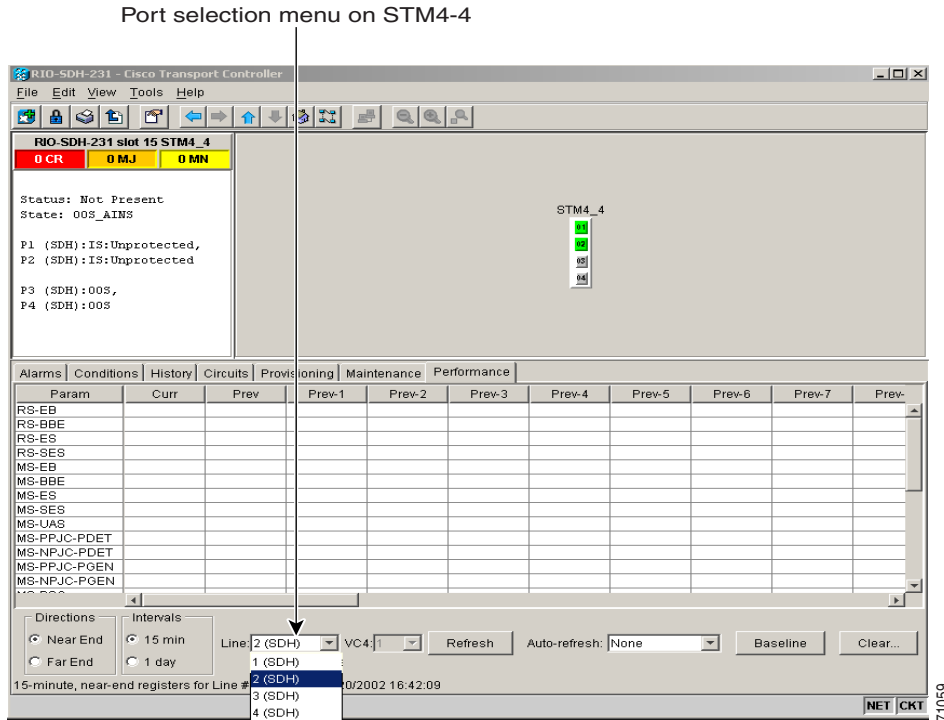 Port selection menu on STM4-4
RIO-SDH-231 - Cisco Transport Controller
File Edit View Tools Help
RIO-SDH-231 slot 15 STM4_4
0 CR 0 MJ 0 MN
Status: Not Present
State: OOS_AINS
P1 (SDH):IS:Unprotected,
P2 (SDH):IS:Unprotected
P3 (SDH):OOS,
P4 (SDH):OOS
STM4_4
01
02
03
04
Alarms Conditions History Circuits Provisioning Maintenance Performance
Param Curr Prev Prev-1 Prev-2 Prev-3 Prev-4 Prev-5 Prev-6 Prev-7 Prev-
RS-EB
RS-BBE
RS-ES
RS-SES
MS-EB
MS-BBE
MS-ES
MS-SES
MS-UAS
MS-PPJC-PDET
MS-NPJC-PDET
MS-PPJC-PGEN
MS-NPJC-PGEN
Directions Intervals
Near End 15 min Line: 2 (SDH) VC4: 1 Refresh Auto-refresh: None Baseline Clear...
Far End 1 day
1 (SDH)
2 (SDH)
3 (SDH)
4 (SDH)
15-minute, near-end registers for Line # 0/2002 16:42:09
NET CKT
71059